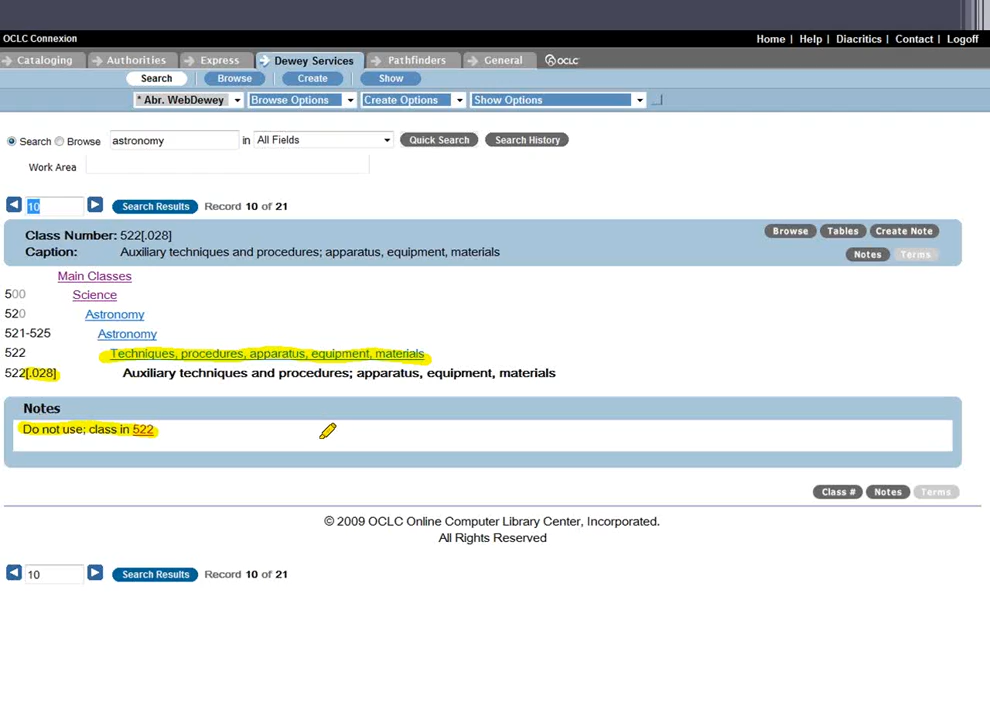 OCLC Connexion
Home | Help | Diacritics | Contact | Logoff
Cataloging Authorities Express Dewey Services Pathfinders General OCLC
Search Browse Create Show
* Abr. WebDewey Browse Options Create Options Show Options
Search Browse astronomy in All Fields Quick Search Search History
Work Area
10 Search Results Record 10 of 21
Class Number: 522[.028] Browse Tables Create Note
Caption: Auxiliary techniques and procedures; apparatus, equipment, materials Notes Terms
Main Classes
500 Science
520 Astronomy
521-525 Astronomy
522 Techniques, procedures, apparatus, equipment, materials
522[.028] Auxiliary techniques and procedures; apparatus, equipment, materials
Notes
Do not use; class in 522
Class # Notes Terms
© 2009 OCLC Online Computer Library Center, Incorporated.
All Rights Reserved
10 Search Results Record 10 of 21